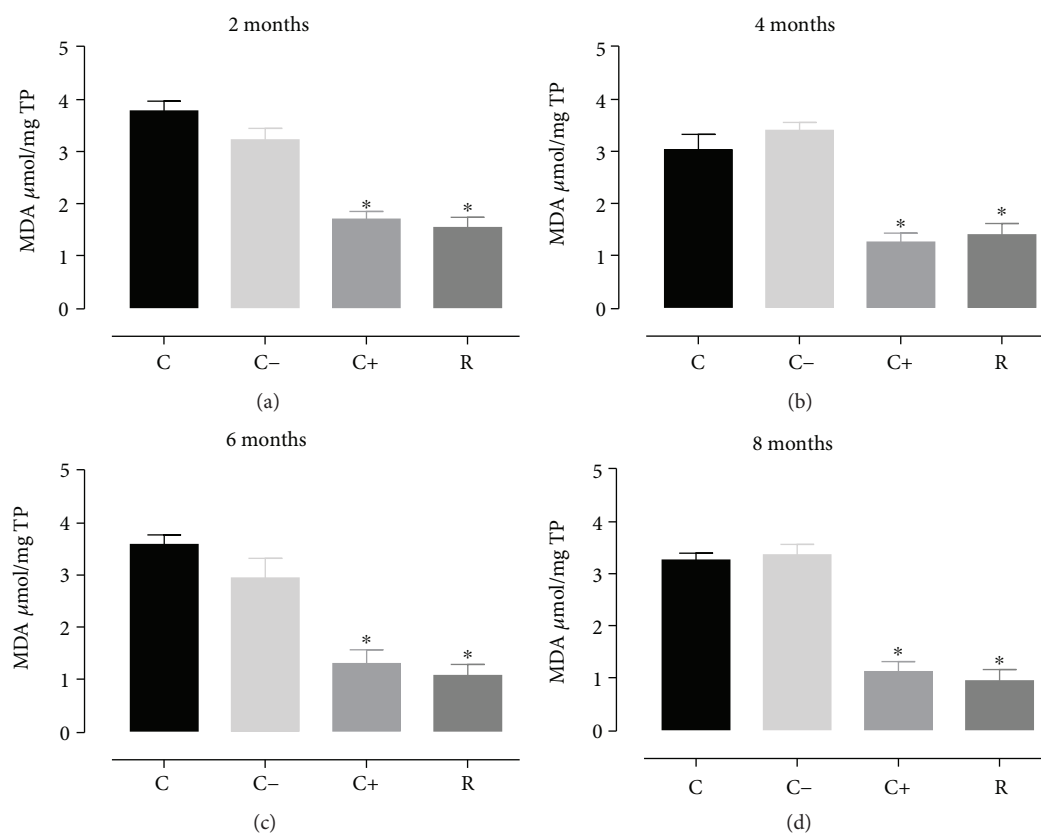 2 months
5
4
3
2
1
0
MDA μmol/mg TP
* *
C C− C+ R
(a)
4 months
5
4
3
2
1
0
MDA μmol/mg TP
* *
C C− C+ R
(b)
6 months
5
4
3
2
1
0
MDA μmol/mg TP
* *
C C− C+ R
(c)
8 months
5
4
3
2
1
0
MDA μmol/mg TP
* *
C C− C+ R
(d)